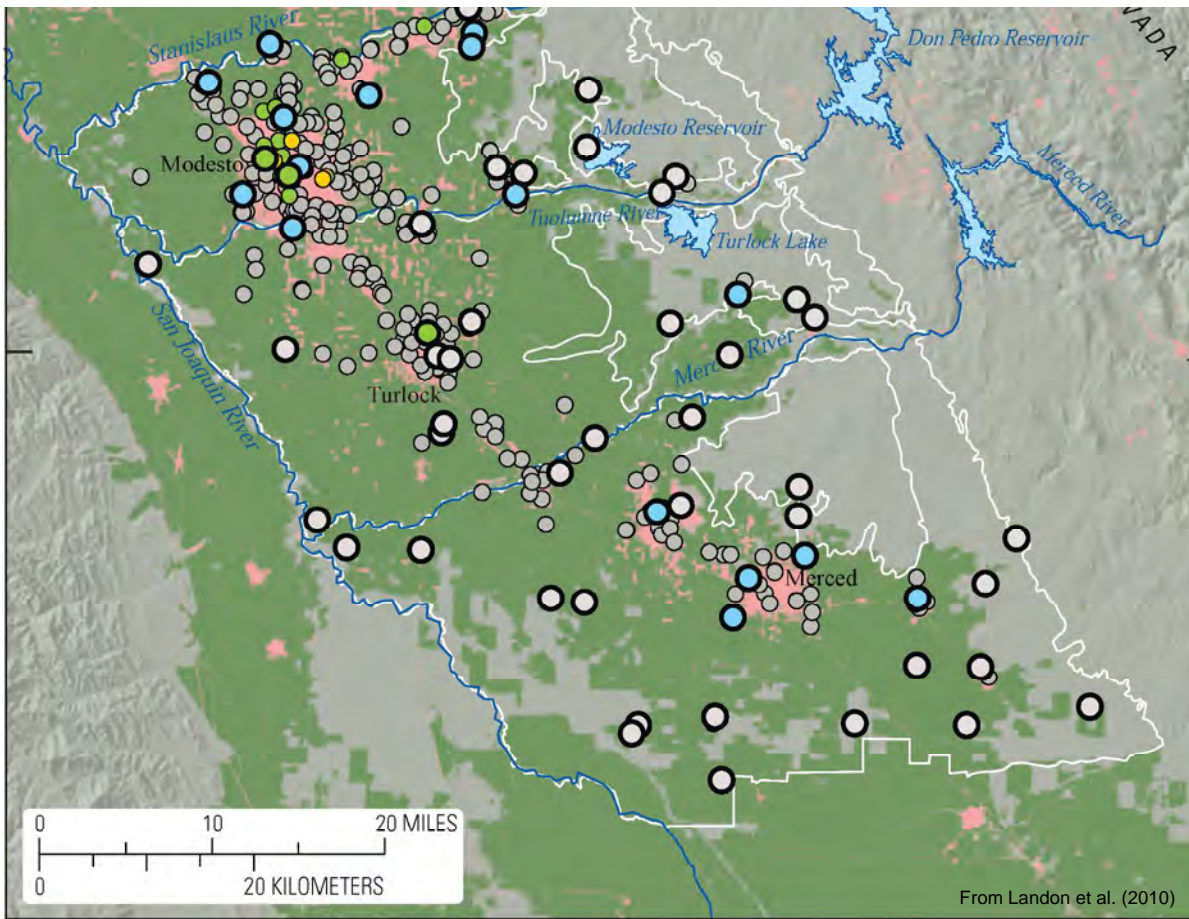 VADA
Stanislaus River
Don Pedro Reservoir
Modesto Reservoir
Modesto
Merced River
Tuolumne River
Turlock Lake
San Joaquin River
Merced River
Turlock
Merced
0 10 20 MILES
0 20 KILOMETERS
From Landon et al. (2010)